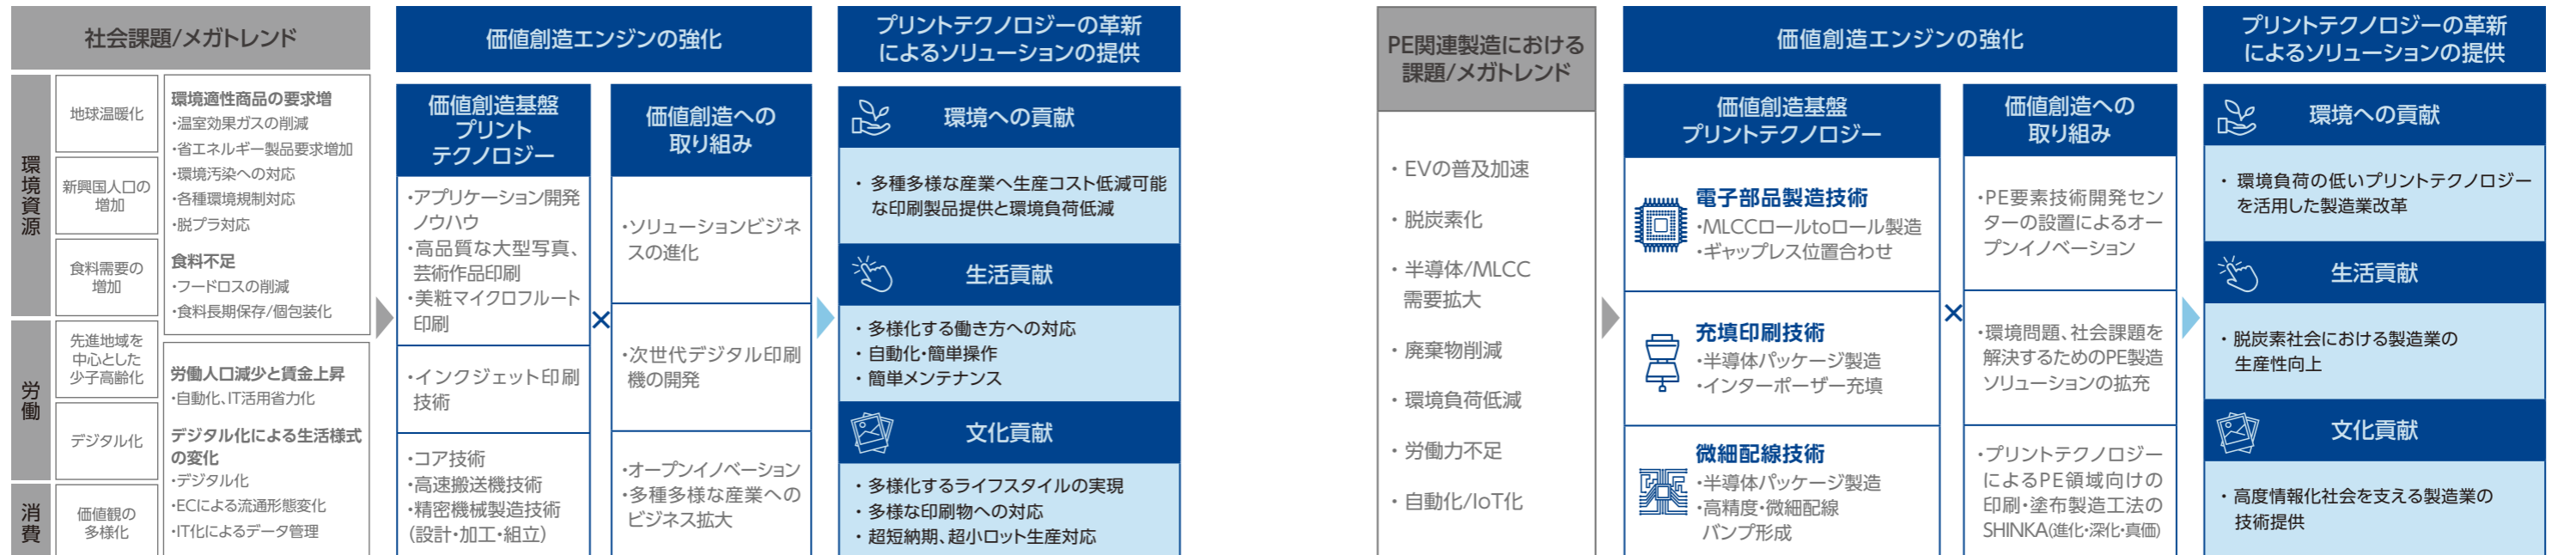 社会課題/メガトレンド
環境資源
地球温暖化
新興国人口の
増加
食料需要の
増加
環境適性商品の要求増
・温室効果ガスの削減
・省エネルギー製品要求増加
・環境汚染への対応
・各種環境規制対応
・脱プラ対応
食料不足
・フードロスの削減
・食料長期保存/個包装化
労働
先進地域を
中心とした
少子高齢化
デジタル化
消費
価値観の
多様化
労働人口減少と賃金上昇
・自動化、IT活用省力化
デジタル化による生活様式
の変化
・デジタル化
・ECによる流通形態変化
・IT化によるデータ管理
価値創造エンジンの強化
価値創造基盤
プリント
テクノロジー
・アプリケーション開発
ノウハウ
・高品質な大型写真、
芸術作品印刷
・美粧マイクロフルート
印刷
・インクジェット印刷
技術
・コア技術
・高速搬送機技術
・精密機械製造技術
(設計・加工・組立)
×
価値創造への
取り組み
・ソリューションビジネ
スの進化
・次世代デジタル印刷
機の開発
・オープンイノベーション
・多種多様な産業への
ビジネス拡大
プリントテクノロジーの革新
によるソリューションの提供
環境への貢献
・多種多様な産業へ生産コスト低減可能
な印刷製品提供と環境負荷低減
生活貢献
・多様化する働き方への対応
・自動化・簡単操作
・簡単メンテナンス
文化貢献
・多様化するライフスタイルの実現
・多様な印刷物への対応
・超短納期、超小ロット生産対応
PE関連製造における
課題/メガトレンド
・EVの普及加速
・脱炭素化
・半導体/MLCC
需要拡大
・廃棄物削減
・環境負荷低減
・労働力不足
・自動化/IoT化
価値創造エンジンの強化
価値創造基盤
プリントテクノロジー
電子部品製造技術
・MLCCロールtoロール製造
・ギャップレス位置合わせ
充填印刷技術
・半導体パッケージ製造
・インターポーザー充填
微細配線技術
・半導体パッケージ製造
・高精度・微細配線
バンプ形成
×
価値創造への
取り組み
・PE要素技術開発セン
ターの設置によるオー
プンイノベーション
・環境問題、社会課題を
解決するためのPE製造
ソリューションの拡充
・プリントテクノロジー
によるPE領域向けの
印刷・塗布製造工法の
SHINKA(進化・深化・真価)
プリントテクノロジーの革新
によるソリューションの提供
環境への貢献
・環境負荷の低いプリントテクノロジー
を活用した製造業改革
生活貢献
・脱炭素社会における製造業の
生産性向上
文化貢献
・高度情報化社会を支える製造業の
技術提供